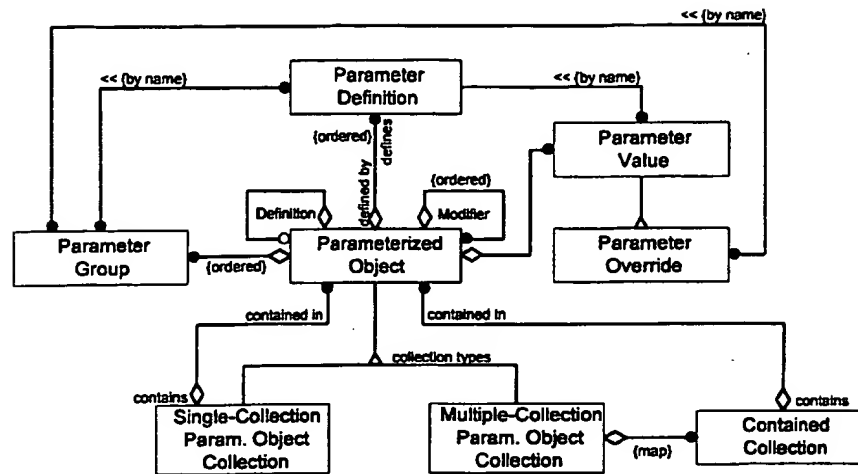 << {by name}
<< {by name}
Parameter
Definition
<< {by name}
{ordered}
defines
Parameter
Value
defined by
{ordered}
Definition
Modifier
Parameter
Group
{ordered}
Parameterized
Object
Parameter
Override
contained in
contained in
collection types
contains
contains
Single-Collection
Param. Object
Collection
Multiple-Collection
Param. Object
Collection
{map}
Contained
Collection